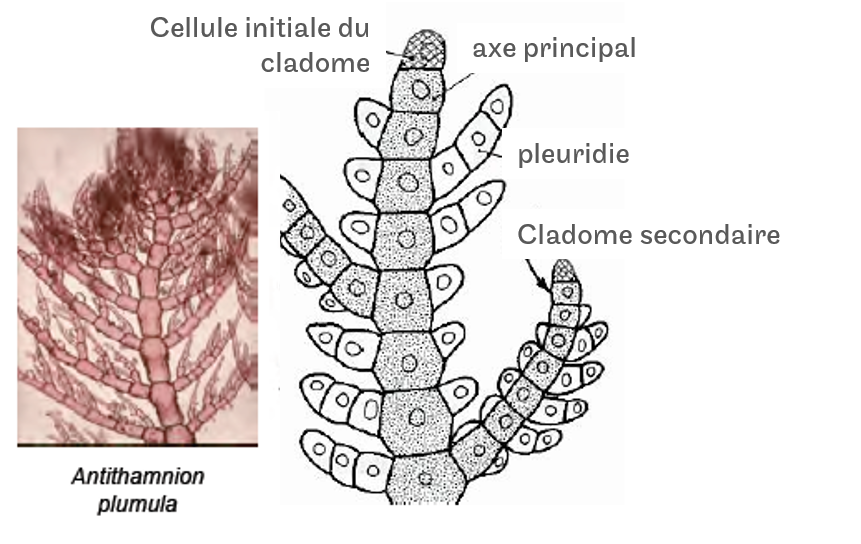 Cellule initiale du
cladome
axe principal
pleuridie
Cladome secondaire
Antithamnion
plumula